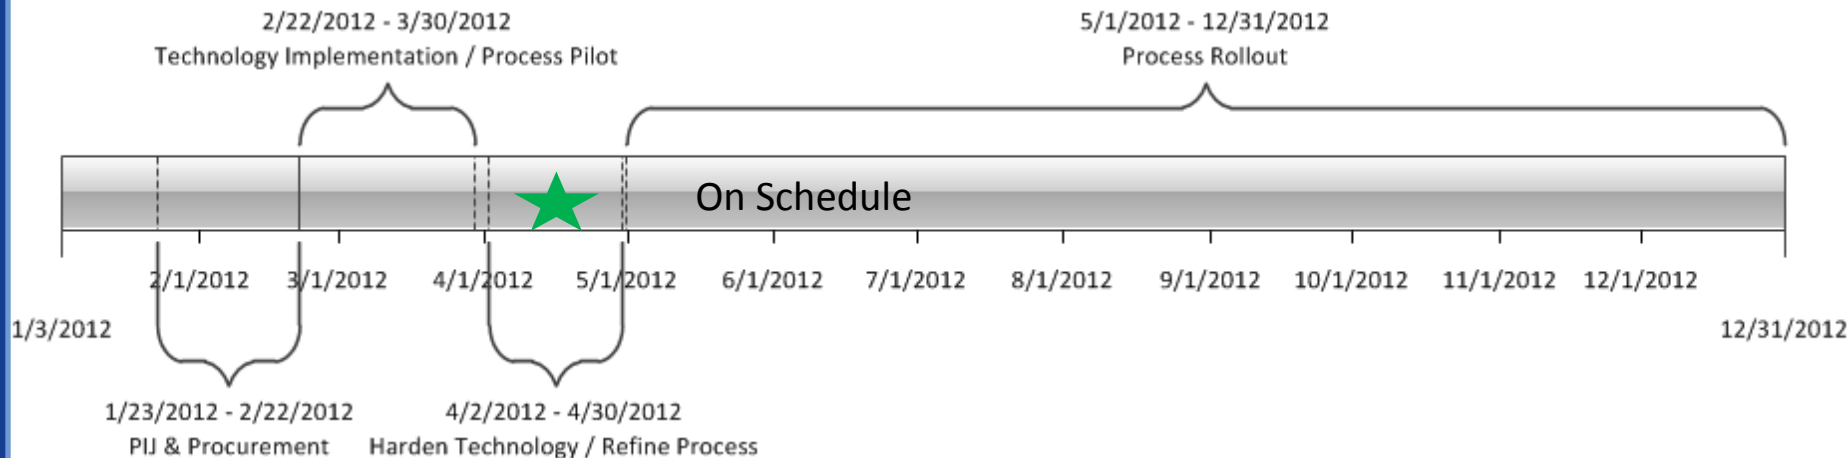 2/22/2012 - 3/30/2012
Technology Implementation / Process Pilot
5/1/2012 - 12/31/2012
Process Rollout
On Schedule
2/1/2012
3/1/2012
4/1/2012
5/1/2012
6/1/2012
7/1/2012
8/1/2012
9/1/2012
10/1/2012
11/1/2012
12/1/2012
1/3/2012
12/31/2012
1/23/2012 - 2/22/2012
PIJ & Procurement
4/2/2012 - 4/30/2012
Harden Technology / Refine Process